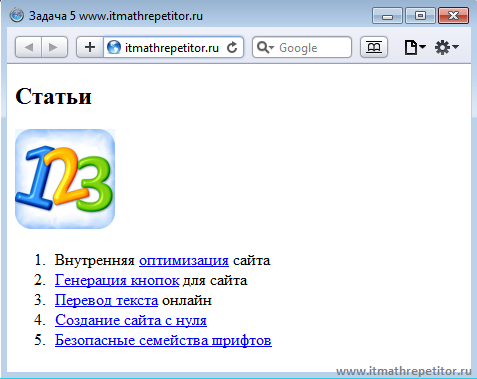 Задача 5 www.itmathrepetitor.ru
itmathrepetitor.ru
Google
Статьи
123
1. Внутренняя оптимизация сайта
2. Генерация кнопок для сайта
3. Перевод текста онлайн
4. Создание сайта с нуля
5. Безопасные семейства шрифтов
www.itmathrepetitor.ru